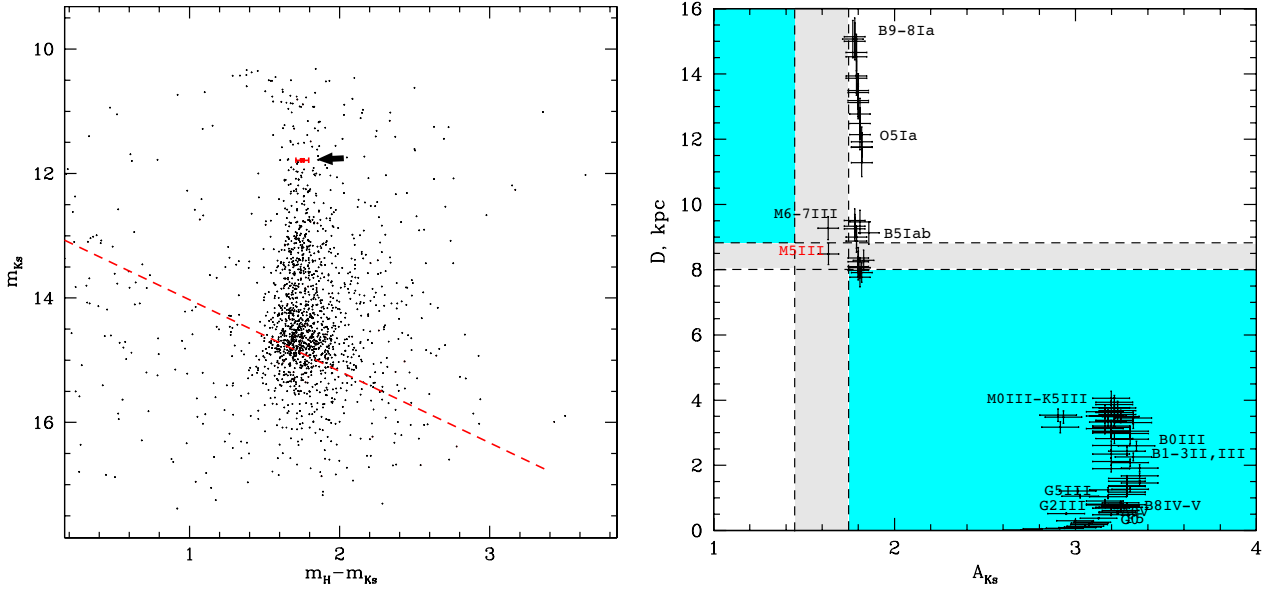 10
12
14
16
m_Ks
1 2 3
m_H−m_Ks
16
14
12
10
8
6
4
2
0
D, kpc
B9−8Ia
O5Ia
M6−7III
B5Iab
M5III
M0III−K5III
B0III
B1−3II,III
G5III
G2III
B8IV−V
1 2 3 4
A_Ks